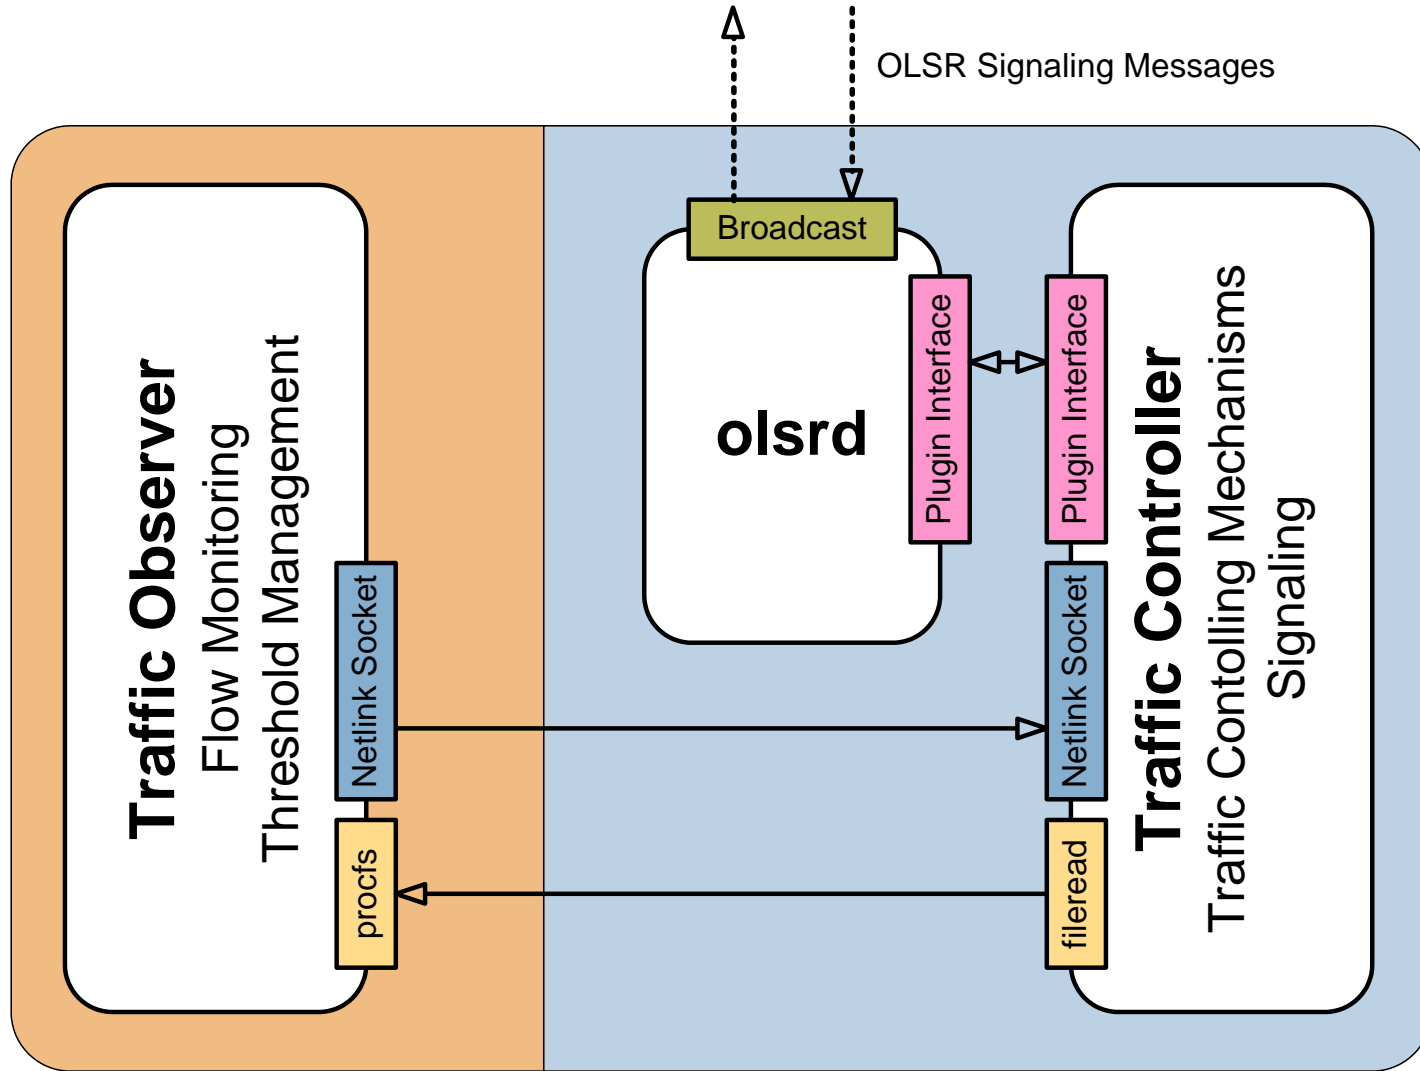 OLSR Signaling Messages
Broadcast
Traffic Observer
Flow Monitoring
Threshold Management
Netlink Socket
procfs
olsrd
Plugin Interface
Plugin Interface
Netlink Socket
fileread
Traffic Controller
Traffic Contolling Mechanisms
Signaling